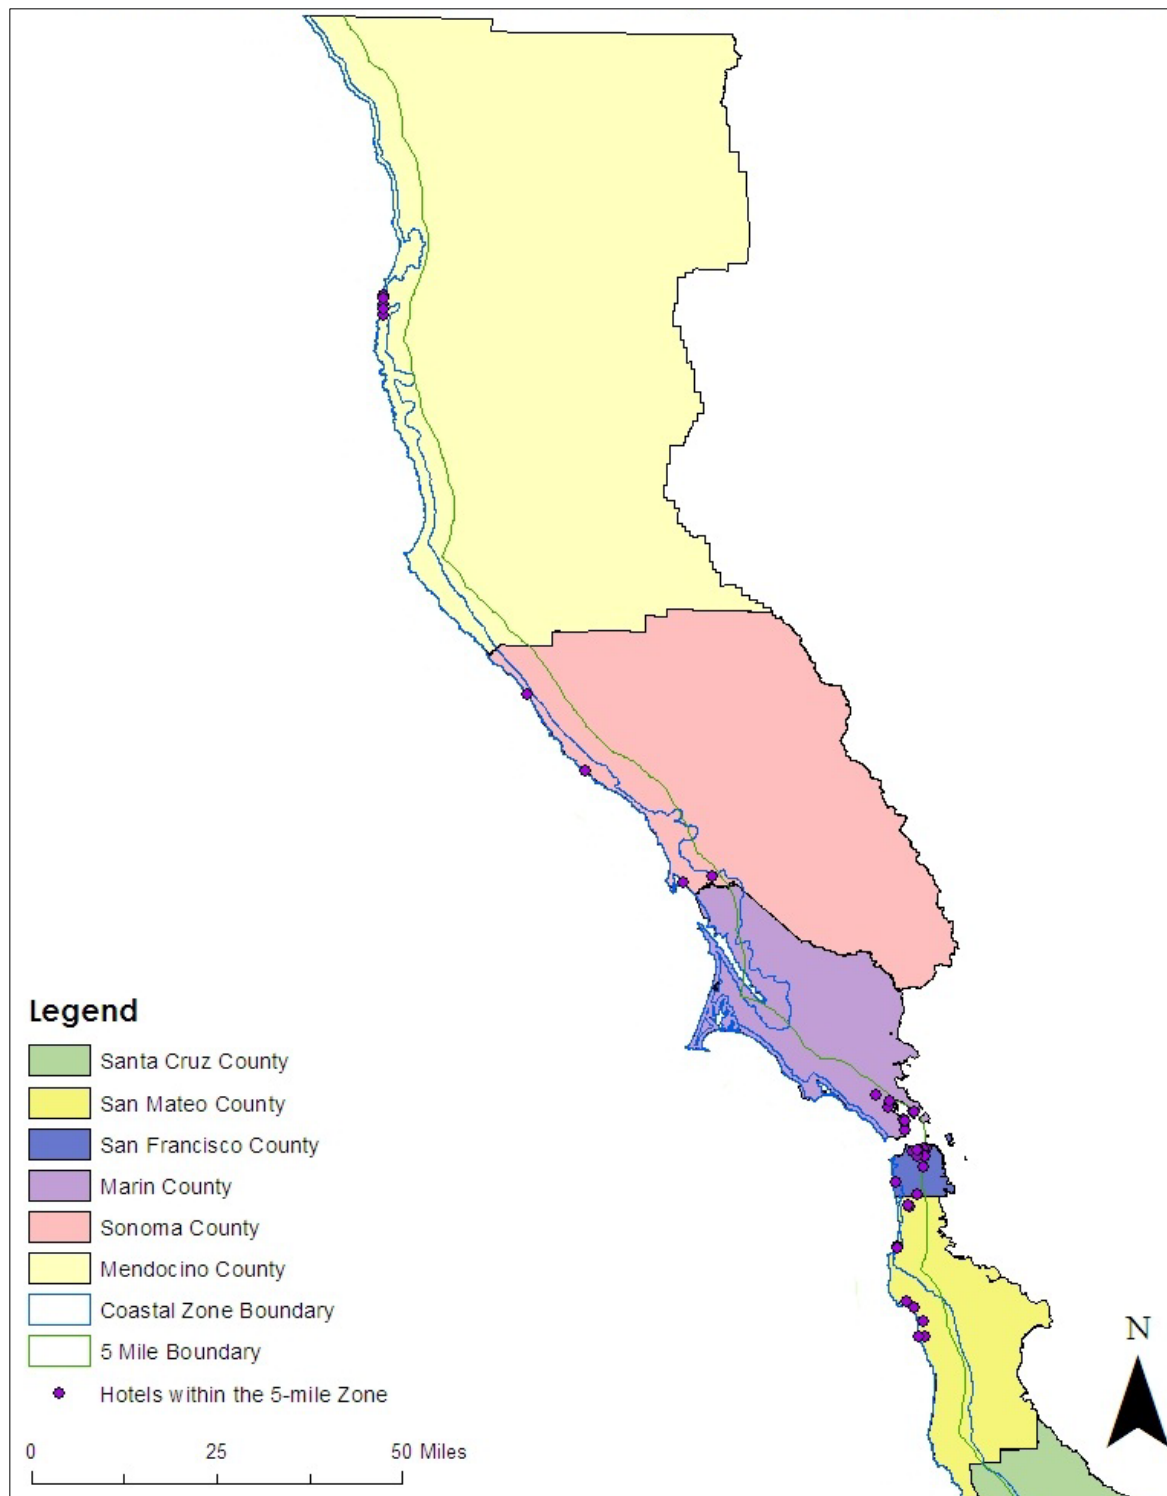 Legend
Santa Cruz County
San Mateo County
San Francisco County
Marin County
Sonoma County
Mendocino County
Coastal Zone Boundary
5 Mile Boundary
Hotels within the 5-mile Zone
0 25 50 Miles
N